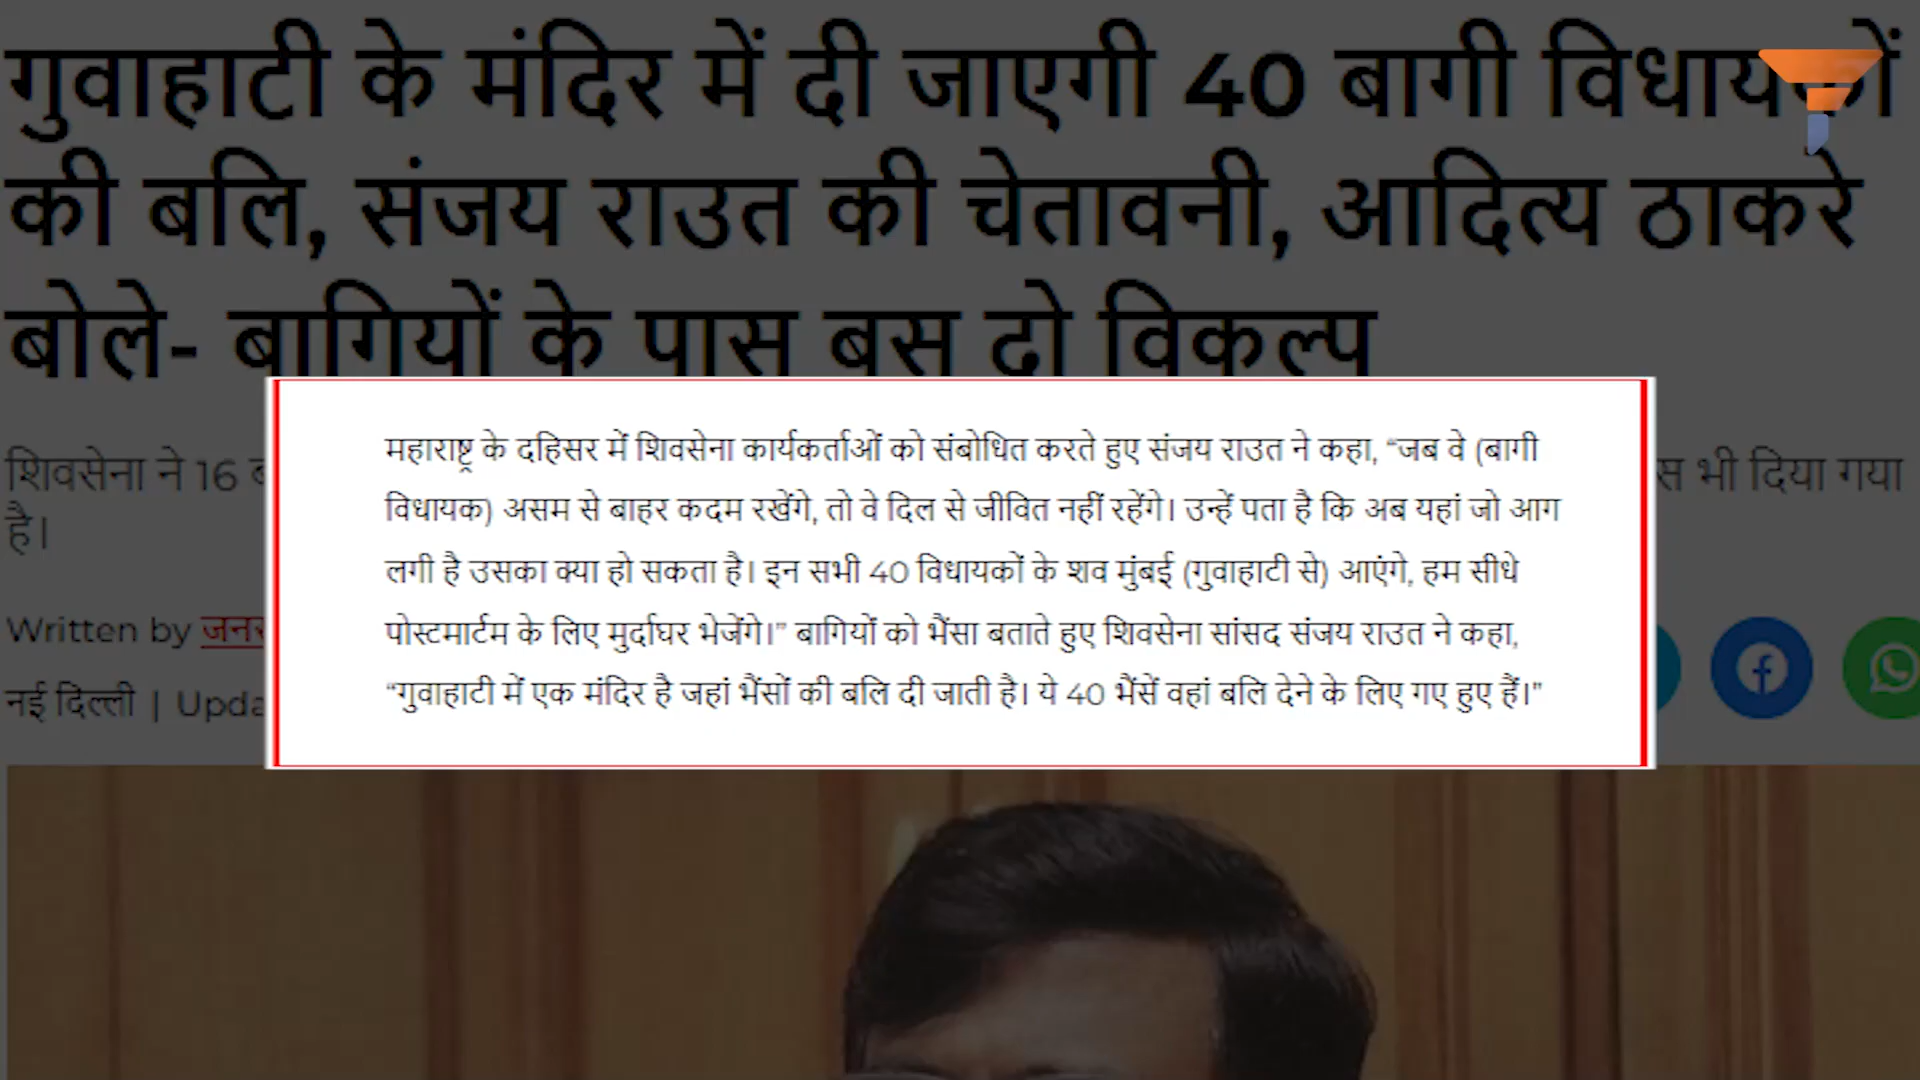 गुवाहाटी के मंदिर में दी जाएगी 40 बागी विधायकों
की बलि, संजय राउत की चेतावनी, आदित्य ठाकरे
बोले- बागियों के पास बस दो विकल्प
शिवसेना ने 16
स भी दिया गया
है।
महाराष्ट्र के दहिसर में शिवसेना कार्यकर्ताओं को संबोधित करते हुए संजय राउत ने कहा, “जब वे (बागी
विधायक) असम से बाहर कदम रखेंगे, तो वे दिल से जीवित नहीं रहेंगे। उन्हें पता है कि अब यहां जो आग
लगी है उसका क्या हो सकता है। इन सभी 40 विधायकों के शव मुंबई (गुवाहाटी से) आएंगे, हम सीधे
पोस्टमार्टम के लिए मुर्दाघर भेजेंगे।” बागियों को भैंसा बताते हुए शिवसेना सांसद संजय राउत ने कहा,
“गुवाहाटी में एक मंदिर है जहां भैंसों की बलि दी जाती है। ये 40 भैंसें वहां बलि देने के लिए गए हुए हैं।”
Written by जनस
नई दिल्ली | Upda